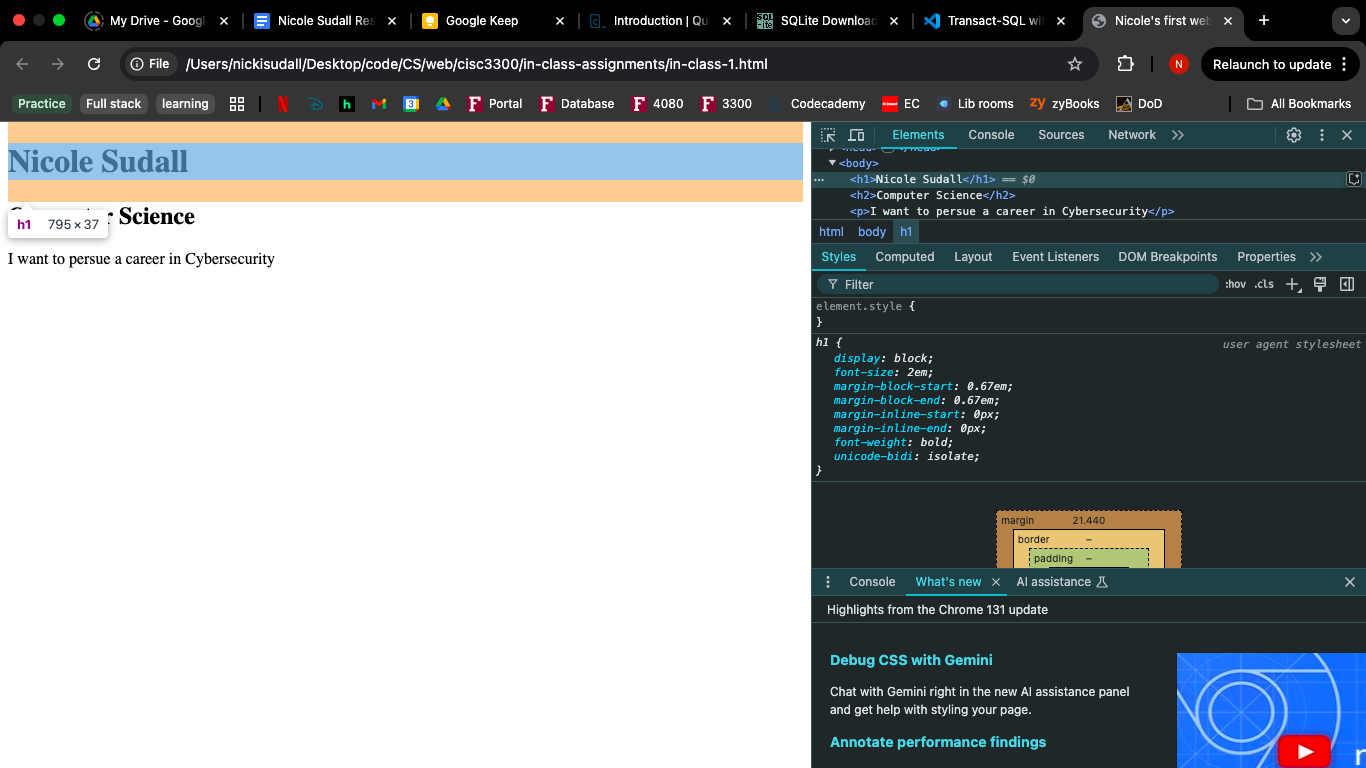 My Drive - Googl
Nicole Sudall Res
Google Keep
Introduction | Qu
SQLite Download
Transact-SQL wit
Nicole's first web
File
/Users/nickisudall/Desktop/code/CS/web/cisc3300/in-class-assignments/in-class-1.html
N
Relaunch to update
Practice
Full stack
learning
Portal
Database
4080
3300
Codecademy
EC
Lib rooms
zyBooks
DoD
All Bookmarks
Nicole Sudall
Computer Science
h1 795 × 37
I want to persue a career in Cybersecurity
Elements
Console
Sources
Network
<body>
<h1>Nicole Sudall</h1> == $0
<h2>Computer Science</h2>
<p>I want to persue a career in Cybersecurity</p>
html body h1
Styles
Computed
Layout
Event Listeners
DOM Breakpoints
Properties
Filter
:hov .cls
element.style {
}
h1 {
user agent stylesheet
display: block;
font-size: 2em;
margin-block-start: 0.67em;
margin-block-end: 0.67em;
margin-inline-start: 0px;
margin-inline-end: 0px;
font-weight: bold;
unicode-bidi: isolate;
}
margin 21.440
border –
padding –
Console
What's new
AI assistance
Highlights from the Chrome 131 update
Debug CSS with Gemini
Chat with Gemini right in the new AI assistance panel
and get help with styling your page.
Annotate performance findings